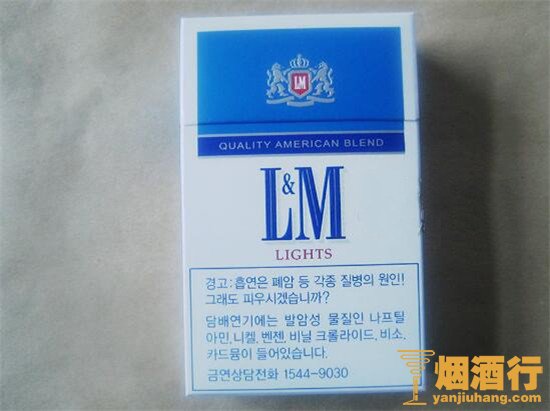 LM
QUALITY AMERICAN BLEND
L&M
LIGHTS
경고: 흡연은 폐암 등 각종 질병의 원인!
그래도 피우시겠습니까?
담배연기에는 발암성 물질인 나프틸
아민, 니켈, 벤젠, 비닐 크롤라이드, 비소,
카드뮴이 들어있습니다.
금연상담전화 1544-9030
烟酒行
yanjiuhang.com